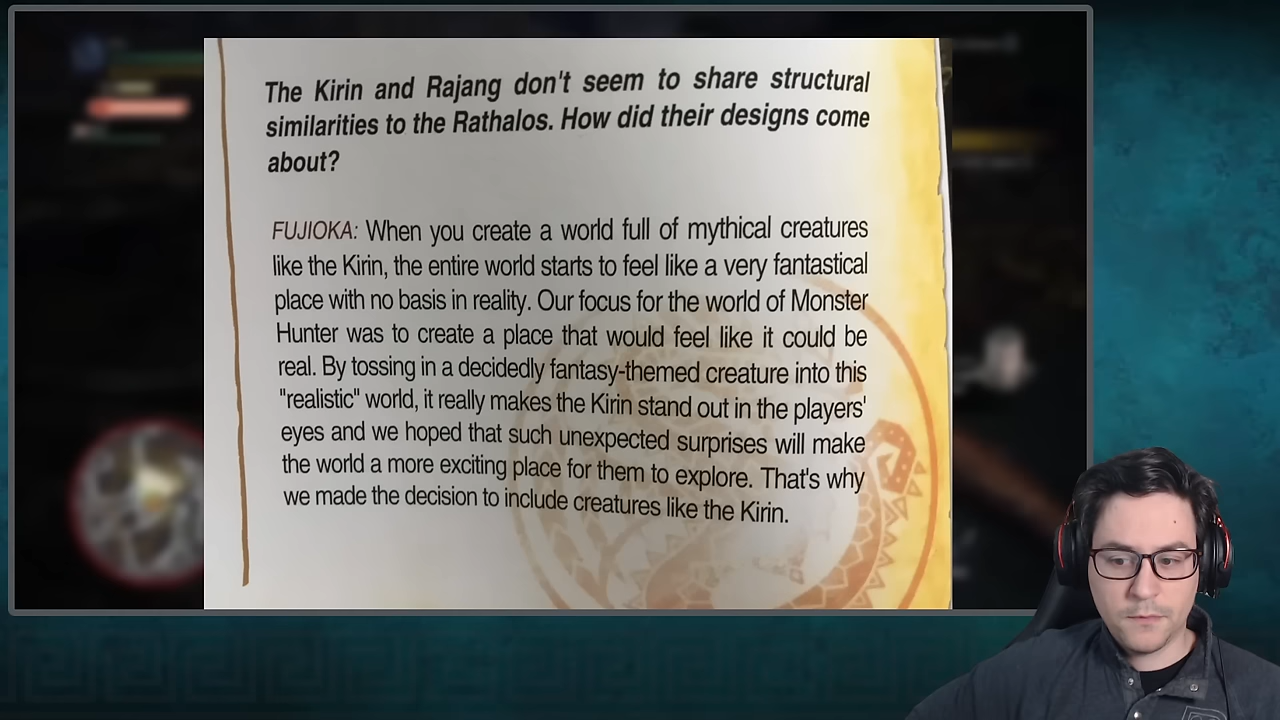 The Kirin and Rajang don't seem to share structural
similarities to the Rathalos. How did their designs come
about?
FUJIOKA: When you create a world full of mythical creatures
like the Kirin, the entire world starts to feel like a very fantastical
place with no basis in reality. Our focus for the world of Monster
Hunter was to create a place that would feel like it could be
real. By tossing in a decidedly fantasy-themed creature into this
"realistic" world, it really makes the Kirin stand out in the players'
eyes and we hoped that such unexpected surprises will make
the world a more exciting place for them to explore. That's why
we made the decision to include creatures like the Kirin.